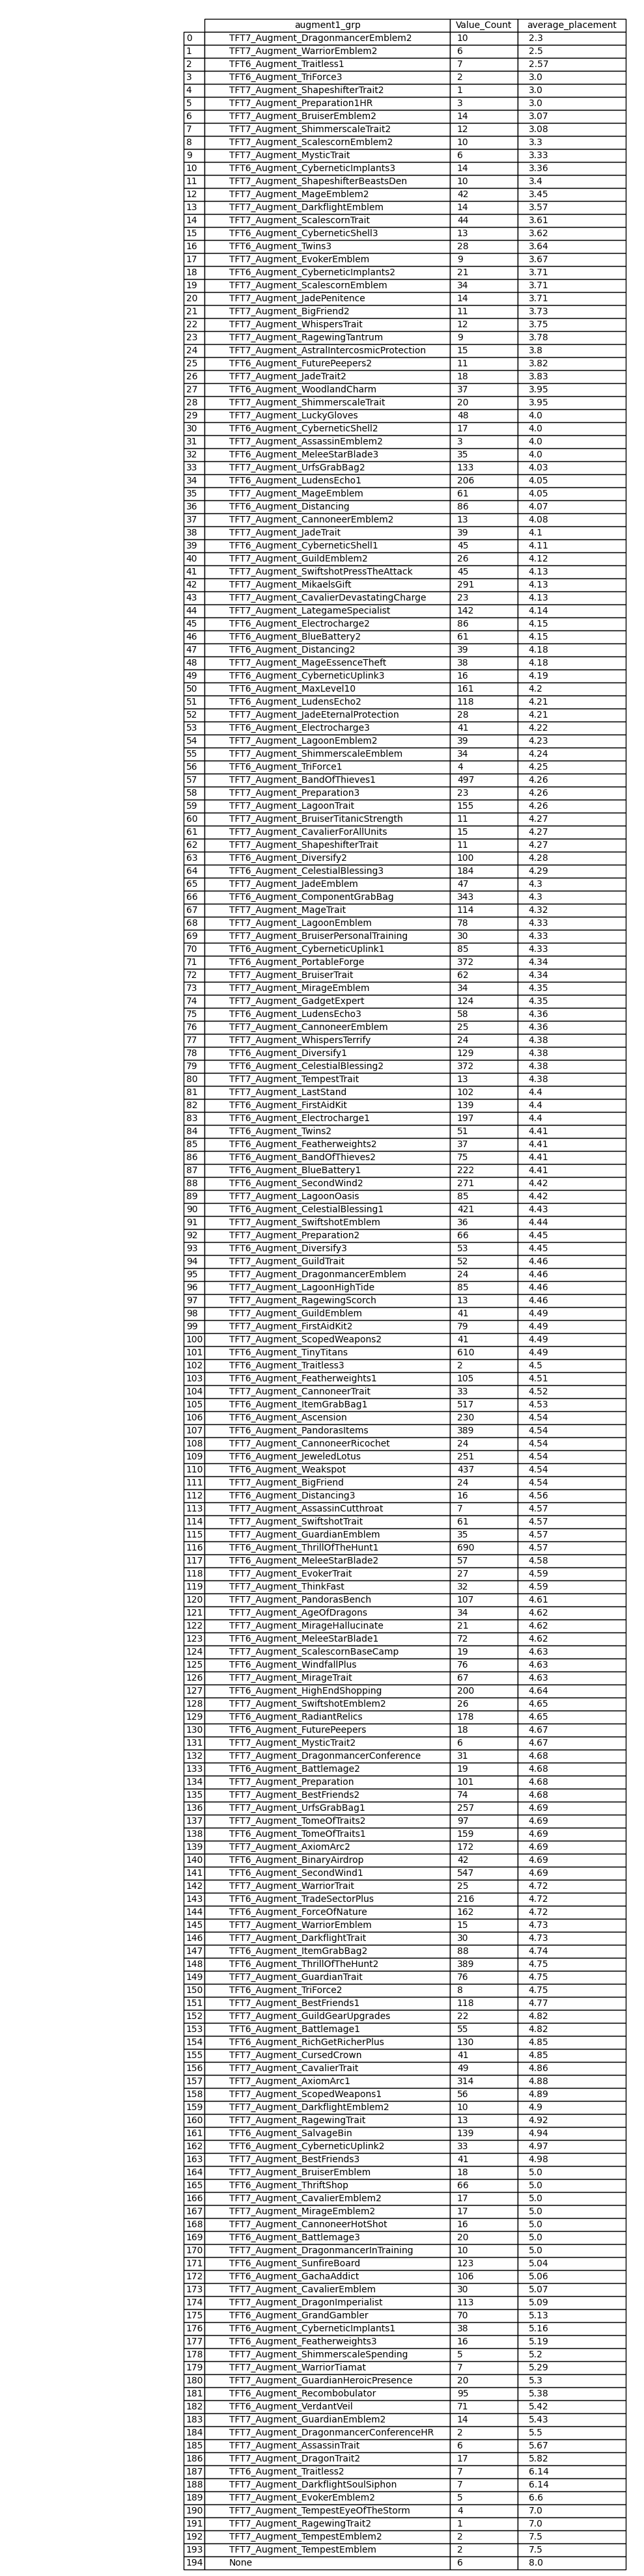 augment1_grp Value_Count average_placement
0 TFT7_Augment_DragonmancerEmblem2 10 2.3
1 TFT7_Augment_WarriorEmblem2 6 2.5
2 TFT6_Augment_Traitless1 7 2.57
3 TFT6_Augment_TriForce3 2 3.0
4 TFT7_Augment_ShapeshifterTrait2 1 3.0
5 TFT7_Augment_Preparation1HR 3 3.0
6 TFT7_Augment_BruiserEmblem2 14 3.07
7 TFT7_Augment_ShimmerscaleTrait2 12 3.08
8 TFT7_Augment_ScalescornEmblem2 10 3.3
9 TFT7_Augment_MysticTrait 6 3.33
10 TFT6_Augment_CyberneticImplants3 14 3.36
11 TFT7_Augment_ShapeshifterBeastsDen 10 3.4
12 TFT7_Augment_MageEmblem2 42 3.45
13 TFT7_Augment_DarkflightEmblem 14 3.57
14 TFT7_Augment_ScalescornTrait 44 3.61
15 TFT6_Augment_CyberneticShell3 13 3.62
16 TFT6_Augment_Twins3 28 3.64
17 TFT7_Augment_EvokerEmblem 9 3.67
18 TFT6_Augment_CyberneticImplants2 21 3.71
19 TFT7_Augment_ScalescornEmblem 34 3.71
20 TFT7_Augment_JadePenitence 14 3.71
21 TFT7_Augment_BigFriend2 11 3.73
22 TFT7_Augment_WhispersTrait 12 3.75
23 TFT7_Augment_RagewingTantrum 9 3.78
24 TFT7_Augment_AstralIntercosmicProtection 15 3.8
25 TFT6_Augment_FuturePeepers2 11 3.82
26 TFT7_Augment_JadeTrait2 18 3.83
27 TFT6_Augment_WoodlandCharm 37 3.95
28 TFT7_Augment_ShimmerscaleTrait 20 3.95
29 TFT7_Augment_LuckyGloves 48 4.0
30 TFT6_Augment_CyberneticShell2 17 4.0
31 TFT7_Augment_AssassinEmblem2 3 4.0
32 TFT6_Augment_MeleeStarBlade3 35 4.0
33 TFT7_Augment_UrfsGrabBag2 133 4.03
34 TFT6_Augment_LudensEcho1 206 4.05
35 TFT7_Augment_MageEmblem 61 4.05
36 TFT6_Augment_Distancing 86 4.07
37 TFT7_Augment_CannoneerEmblem2 13 4.08
38 TFT7_Augment_JadeTrait 39 4.1
39 TFT6_Augment_CyberneticShell1 45 4.11
40 TFT7_Augment_GuildEmblem2 26 4.12
41 TFT7_Augment_SwiftshotPressTheAttack 45 4.13
42 TFT7_Augment_MikaelsGift 291 4.13
43 TFT7_Augment_CavalierDevastatingCharge 23 4.13
44 TFT7_Augment_LategameSpecialist 142 4.14
45 TFT6_Augment_Electrocharge2 86 4.15
46 TFT6_Augment_BlueBattery2 61 4.15
47 TFT6_Augment_Distancing2 39 4.18
48 TFT7_Augment_MageEssenceTheft 38 4.18
49 TFT6_Augment_CyberneticUplink3 16 4.19
50 TFT7_Augment_MaxLevel10 161 4.2
51 TFT6_Augment_LudensEcho2 118 4.21
52 TFT7_Augment_JadeEternalProtection 28 4.21
53 TFT6_Augment_Electrocharge3 41 4.22
54 TFT7_Augment_LagoonEmblem2 39 4.23
55 TFT7_Augment_ShimmerscaleEmblem 34 4.24
56 TFT6_Augment_TriForce1 4 4.25
57 TFT7_Augment_BandOfThieves1 497 4.26
58 TFT7_Augment_Preparation3 23 4.26
59 TFT7_Augment_LagoonTrait 155 4.26
60 TFT7_Augment_BruiserTitanicStrength 11 4.27
61 TFT7_Augment_CavalierForAllUnits 15 4.27
62 TFT7_Augment_ShapeshifterTrait 11 4.27
63 TFT6_Augment_Diversify2 100 4.28
64 TFT6_Augment_CelestialBlessing3 184 4.29
65 TFT7_Augment_JadeEmblem 47 4.3
66 TFT6_Augment_ComponentGrabBag 343 4.3
67 TFT7_Augment_MageTrait 114 4.32
68 TFT7_Augment_LagoonEmblem 78 4.33
69 TFT7_Augment_BruiserPersonalTraining 30 4.33
70 TFT6_Augment_CyberneticUplink1 85 4.33
71 TFT6_Augment_PortableForge 372 4.34
72 TFT7_Augment_BruiserTrait 62 4.34
73 TFT7_Augment_MirageEmblem 34 4.35
74 TFT7_Augment_GadgetExpert 124 4.35
75 TFT6_Augment_LudensEcho3 58 4.36
76 TFT7_Augment_CannoneerEmblem 25 4.36
77 TFT7_Augment_WhispersTerrify 24 4.38
78 TFT6_Augment_Diversify1 129 4.38
79 TFT6_Augment_CelestialBlessing2 372 4.38
80 TFT7_Augment_TempestTrait 13 4.38
81 TFT7_Augment_LastStand 102 4.4
82 TFT6_Augment_FirstAidKit 139 4.4
83 TFT6_Augment_Electrocharge1 197 4.4
84 TFT6_Augment_Twins2 51 4.41
85 TFT6_Augment_Featherweights2 37 4.41
86 TFT6_Augment_BandOfThieves2 75 4.41
87 TFT6_Augment_BlueBattery1 222 4.41
88 TFT6_Augment_SecondWind2 271 4.42
89 TFT7_Augment_LagoonOasis 85 4.42
90 TFT6_Augment_CelestialBlessing1 421 4.43
91 TFT7_Augment_SwiftshotEmblem 36 4.44
92 TFT7_Augment_Preparation2 66 4.45
93 TFT6_Augment_Diversify3 53 4.45
94 TFT7_Augment_GuildTrait 52 4.46
95 TFT7_Augment_DragonmancerEmblem 24 4.46
96 TFT7_Augment_LagoonHighTide 85 4.46
97 TFT7_Augment_RagewingScorch 13 4.46
98 TFT7_Augment_GuildEmblem 41 4.49
99 TFT7_Augment_FirstAidKit2 79 4.49
100 TFT7_Augment_ScopedWeapons2 41 4.49
101 TFT6_Augment_TinyTitans 610 4.49
102 TFT6_Augment_Traitless3 2 4.5
103 TFT6_Augment_Featherweights1 105 4.51
104 TFT7_Augment_CannoneerTrait 33 4.52
105 TFT6_Augment_ItemGrabBag1 517 4.53
106 TFT6_Augment_Ascension 230 4.54
107 TFT6_Augment_PandorasItems 389 4.54
108 TFT7_Augment_CannoneerRicochet 24 4.54
109 TFT6_Augment_JeweledLotus 251 4.54
110 TFT6_Augment_Weakspot 437 4.54
111 TFT7_Augment_BigFriend 24 4.54
112 TFT6_Augment_Distancing3 16 4.56
113 TFT7_Augment_AssassinCutthroat 7 4.57
114 TFT7_Augment_SwiftshotTrait 61 4.57
115 TFT7_Augment_GuardianEmblem 35 4.57
116 TFT6_Augment_ThrillOfTheHunt1 690 4.57
117 TFT6_Augment_MeleeStarBlade2 57 4.58
118 TFT7_Augment_EvokerTrait 27 4.59
119 TFT7_Augment_ThinkFast 32 4.59
120 TFT7_Augment_PandorasBench 107 4.61
121 TFT7_Augment_AgeOfDragons 34 4.62
122 TFT7_Augment_MirageHallucinate 21 4.62
123 TFT6_Augment_MeleeStarBlade1 72 4.62
124 TFT7_Augment_ScalescornBaseCamp 19 4.63
125 TFT6_Augment_WindfallPlus 76 4.63
126 TFT7_Augment_MirageTrait 67 4.63
127 TFT6_Augment_HighEndShopping 200 4.64
128 TFT7_Augment_SwiftshotEmblem2 26 4.65
129 TFT6_Augment_RadiantRelics 178 4.65
130 TFT6_Augment_FuturePeepers 18 4.67
131 TFT7_Augment_MysticTrait2 6 4.67
132 TFT7_Augment_DragonmancerConference 31 4.68
133 TFT6_Augment_Battlemage2 19 4.68
134 TFT7_Augment_Preparation 101 4.68
135 TFT7_Augment_BestFriends2 74 4.68
136 TFT7_Augment_UrfsGrabBag1 257 4.69
137 TFT7_Augment_TomeOfTraits2 97 4.69
138 TFT6_Augment_TomeOfTraits1 159 4.69
139 TFT7_Augment_AxiomArc2 172 4.69
140 TFT6_Augment_BinaryAirdrop 42 4.69
141 TFT6_Augment_SecondWind1 547 4.69
142 TFT7_Augment_WarriorTrait 25 4.72
143 TFT6_Augment_TradeSectorPlus 216 4.72
144 TFT6_Augment_ForceOfNature 162 4.72
145 TFT7_Augment_WarriorEmblem 15 4.73
146 TFT7_Augment_DarkflightTrait 30 4.73
147 TFT6_Augment_ItemGrabBag2 88 4.74
148 TFT6_Augment_ThrillOfTheHunt2 389 4.75
149 TFT7_Augment_GuardianTrait 76 4.75
150 TFT6_Augment_TriForce2 8 4.75
151 TFT7_Augment_BestFriends1 118 4.77
152 TFT7_Augment_GuildGearUpgrades 22 4.82
153 TFT6_Augment_Battlemage1 55 4.82
154 TFT6_Augment_RichGetRicherPlus 130 4.85
155 TFT7_Augment_CursedCrown 41 4.85
156 TFT7_Augment_CavalierTrait 49 4.86
157 TFT7_Augment_AxiomArc1 314 4.88
158 TFT7_Augment_ScopedWeapons1 56 4.89
159 TFT7_Augment_DarkflightEmblem2 10 4.9
160 TFT7_Augment_RagewingTrait 13 4.92
161 TFT6_Augment_SalvageBin 139 4.94
162 TFT6_Augment_CyberneticUplink2 33 4.97
163 TFT7_Augment_BestFriends3 41 4.98
164 TFT7_Augment_BruiserEmblem 18 5.0
165 TFT6_Augment_ThriftShop 66 5.0
166 TFT7_Augment_CavalierEmblem2 17 5.0
167 TFT7_Augment_MirageEmblem2 17 5.0
168 TFT7_Augment_CannoneerHotShot 16 5.0
169 TFT6_Augment_Battlemage3 20 5.0
170 TFT7_Augment_DragonmancerInTraining 10 5.0
171 TFT6_Augment_SunfireBoard 123 5.04
172 TFT6_Augment_GachaAddict 106 5.06
173 TFT7_Augment_CavalierEmblem 30 5.07
174 TFT7_Augment_DragonImperialist 113 5.09
175 TFT6_Augment_GrandGambler 70 5.13
176 TFT6_Augment_CyberneticImplants1 38 5.16
177 TFT6_Augment_Featherweights3 16 5.19
178 TFT7_Augment_ShimmerscaleSpending 5 5.2
179 TFT7_Augment_WarriorTiamat 7 5.29
180 TFT7_Augment_GuardianHeroicPresence 20 5.3
181 TFT6_Augment_Recombobulator 95 5.38
182 TFT6_Augment_VerdantVeil 71 5.42
183 TFT7_Augment_GuardianEmblem2 14 5.43
184 TFT7_Augment_DragonmancerConferenceHR 2 5.5
185 TFT7_Augment_AssassinTrait 6 5.67
186 TFT7_Augment_DragonTrait2 17 5.82
187 TFT6_Augment_Traitless2 7 6.14
188 TFT7_Augment_DarkflightSoulSiphon 7 6.14
189 TFT7_Augment_EvokerEmblem2 5 6.6
190 TFT7_Augment_TempestEyeOfTheStorm 4 7.0
191 TFT7_Augment_RagewingTrait2 1 7.0
192 TFT7_Augment_TempestEmblem2 2 7.5
193 TFT7_Augment_TempestEmblem 2 7.5
194 None 6 8.0